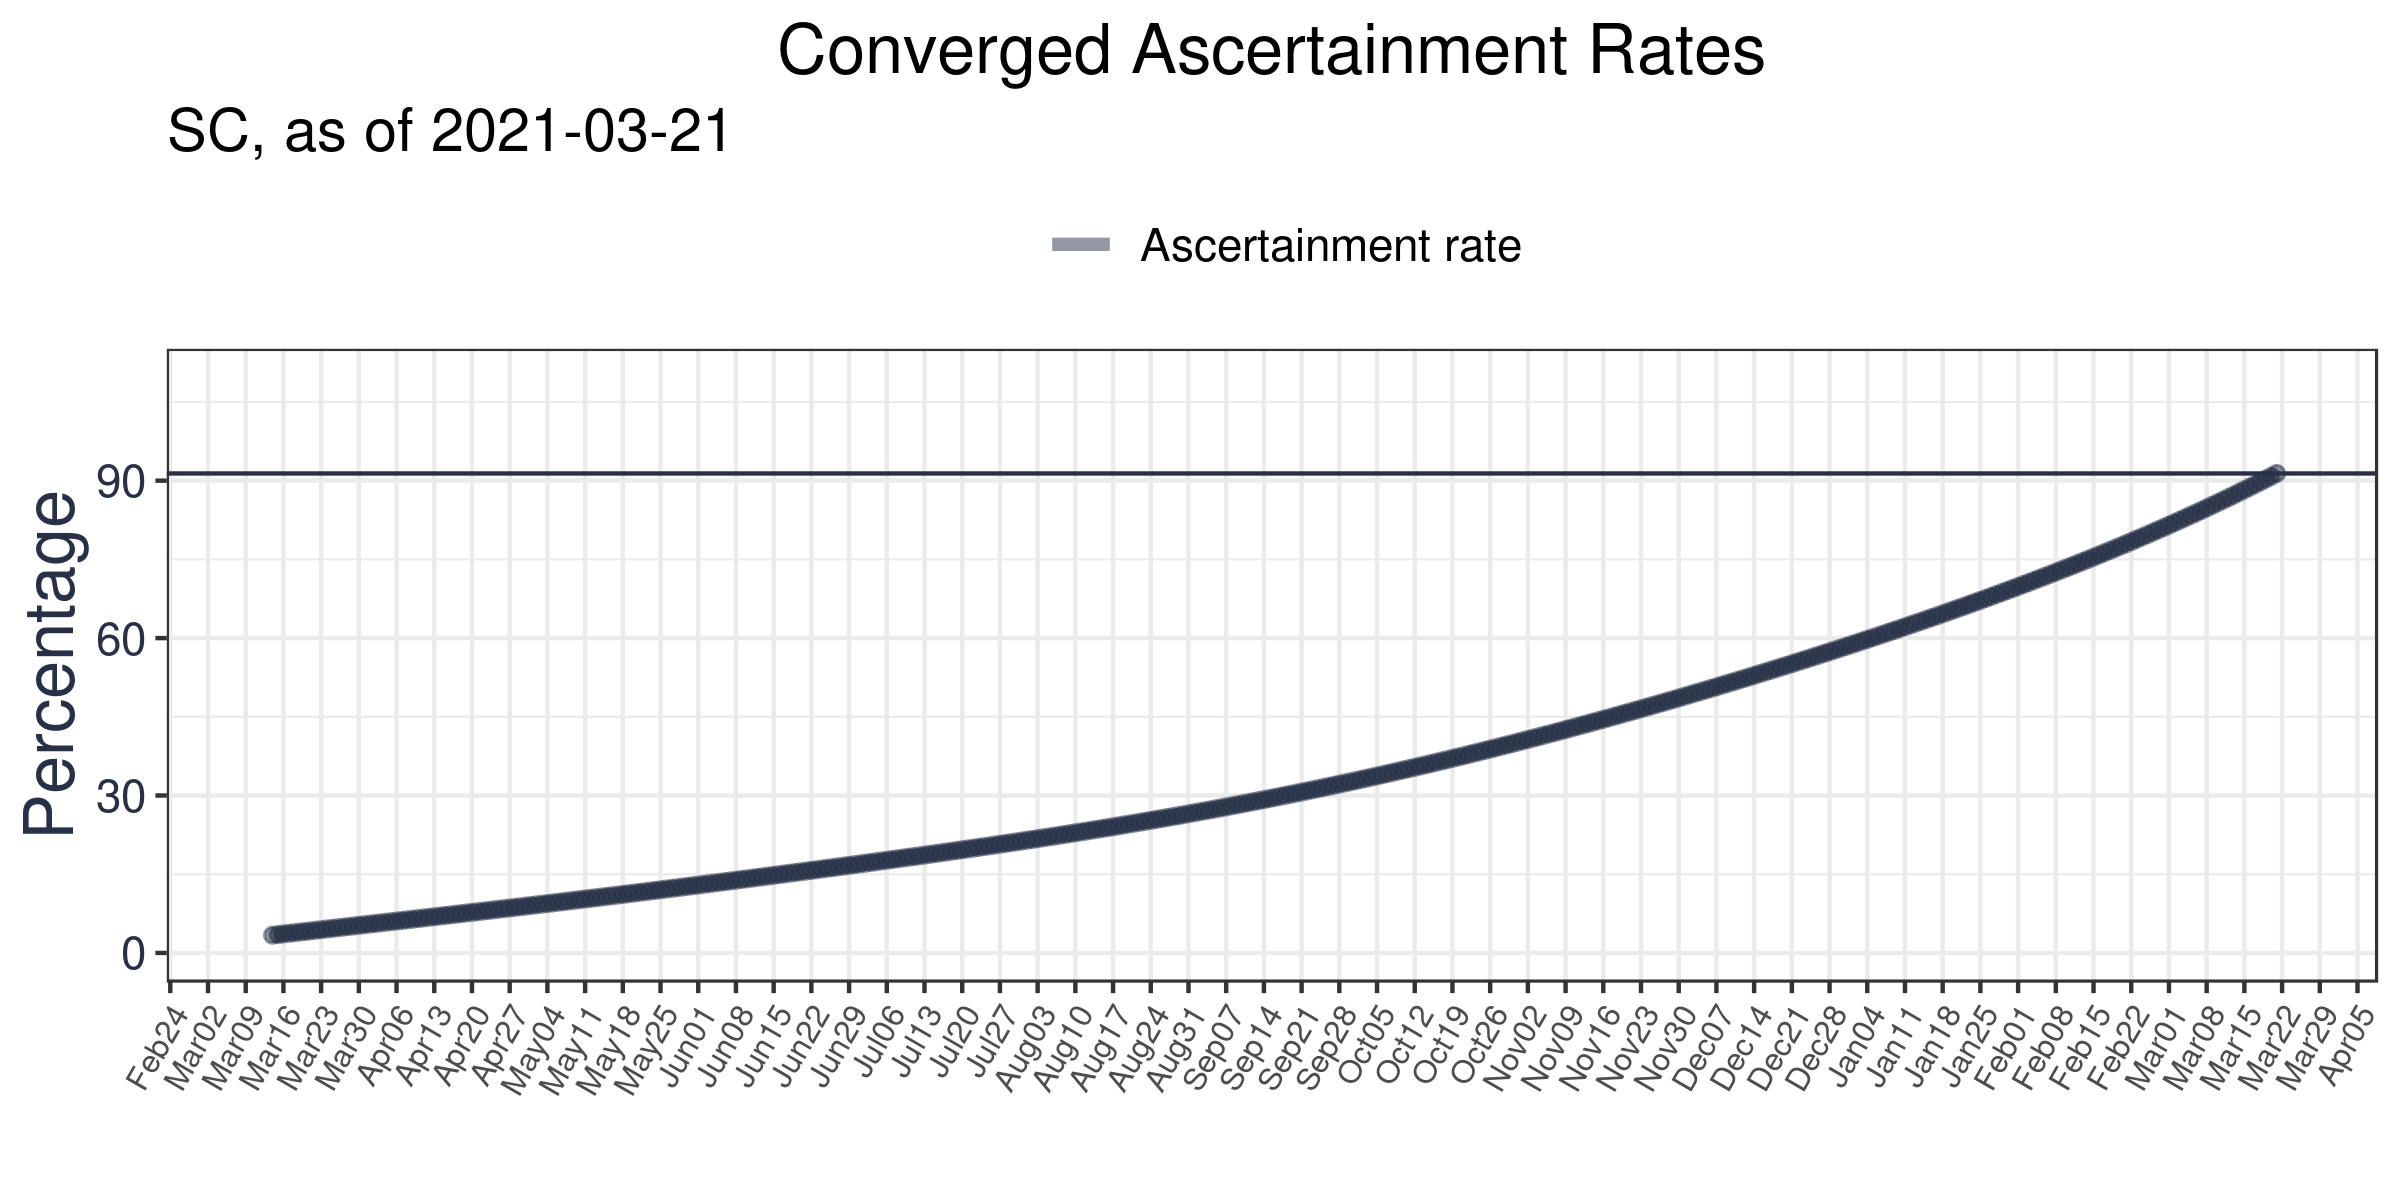 Converged Ascertainment Rates
SC, as of 2021-03-21
Ascertainment rate
Percentage
90
60
30
0
Feb24
Mar02
Mar09
Mar16
Mar23
Mar30
Apr06
Apr13
Apr20
Apr27
May04
May11
May18
May25
Jun01
Jun08
Jun15
Jun22
Jun29
Jul06
Jul13
Jul20
Jul27
Aug03
Aug10
Aug17
Aug24
Aug31
Sep07
Sep14
Sep21
Sep28
Oct05
Oct12
Oct19
Oct26
Nov02
Nov09
Nov16
Nov23
Nov30
Dec07
Dec14
Dec21
Dec28
Jan04
Jan11
Jan18
Jan25
Feb01
Feb08
Feb15
Feb22
Mar01
Mar08
Mar15
Mar22
Mar29
Apr05